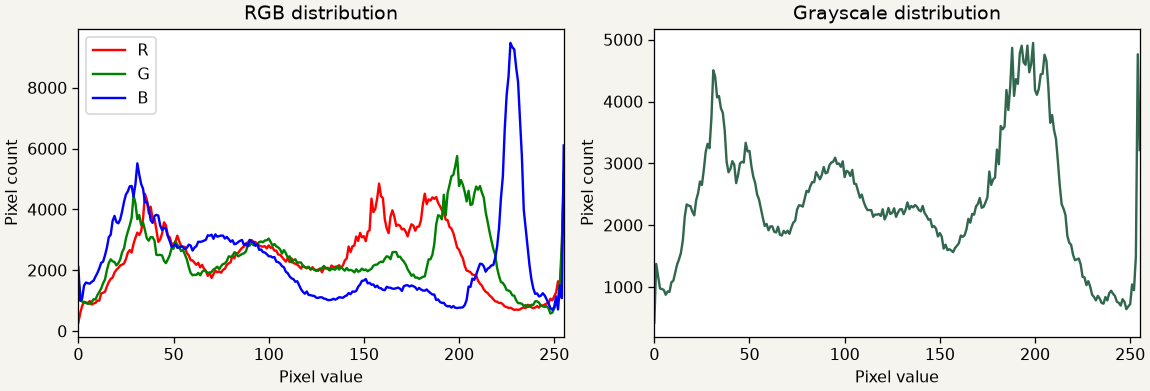 RGB distribution
R
G
B
Pixel count
8000
6000
4000
2000
0
0 50 100 150 200 250
Pixel value
Grayscale distribution
Pixel count
5000
4000
3000
2000
1000
0 50 100 150 200 250
Pixel value